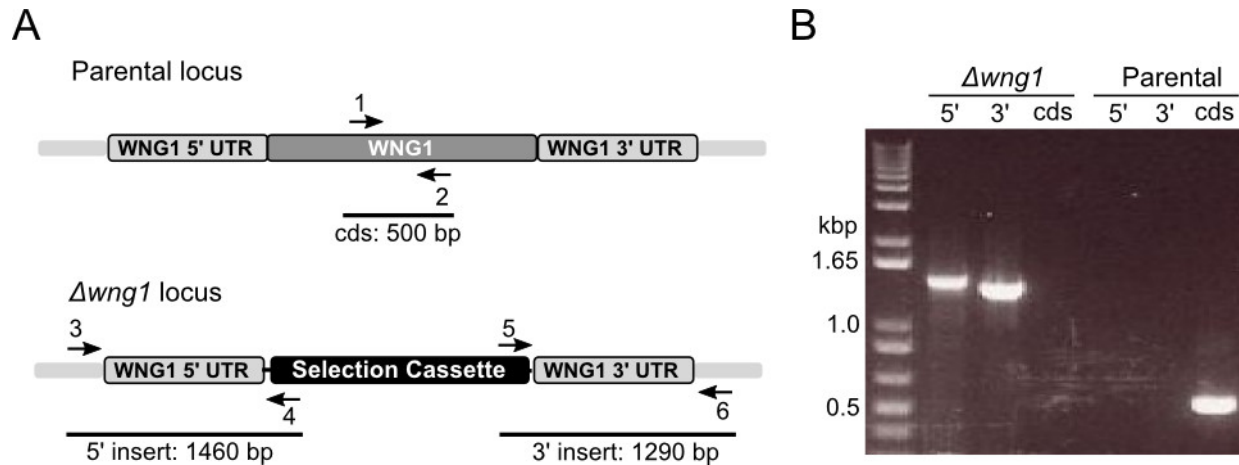 A
Parental locus
1
WNG1 5' UTR WNG1 WNG1 3' UTR
2
cds: 500 bp
Δwng1 locus
3 5
WNG1 5' UTR Selection Cassette WNG1 3' UTR
4 6
5' insert: 1460 bp 3' insert: 1290 bp
B
Δwng1 Parental
5' 3' cds 5' 3' cds
kbp
1.65
1.0
0.5